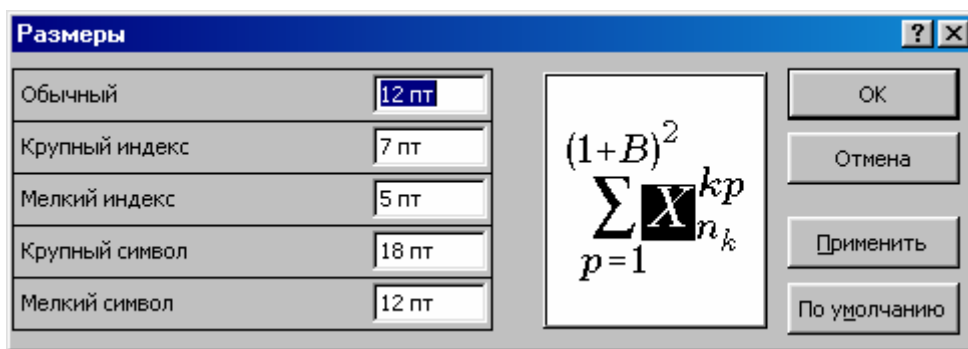 Размеры
Обычный 12 пт
Крупный индекс 7 пт
Мелкий индекс 5 пт
Крупный символ 18 пт
Мелкий символ 12 пт
(1+B)²
∑ X kp
n k
p=1
OK
Отмена
Применить
По умолчанию